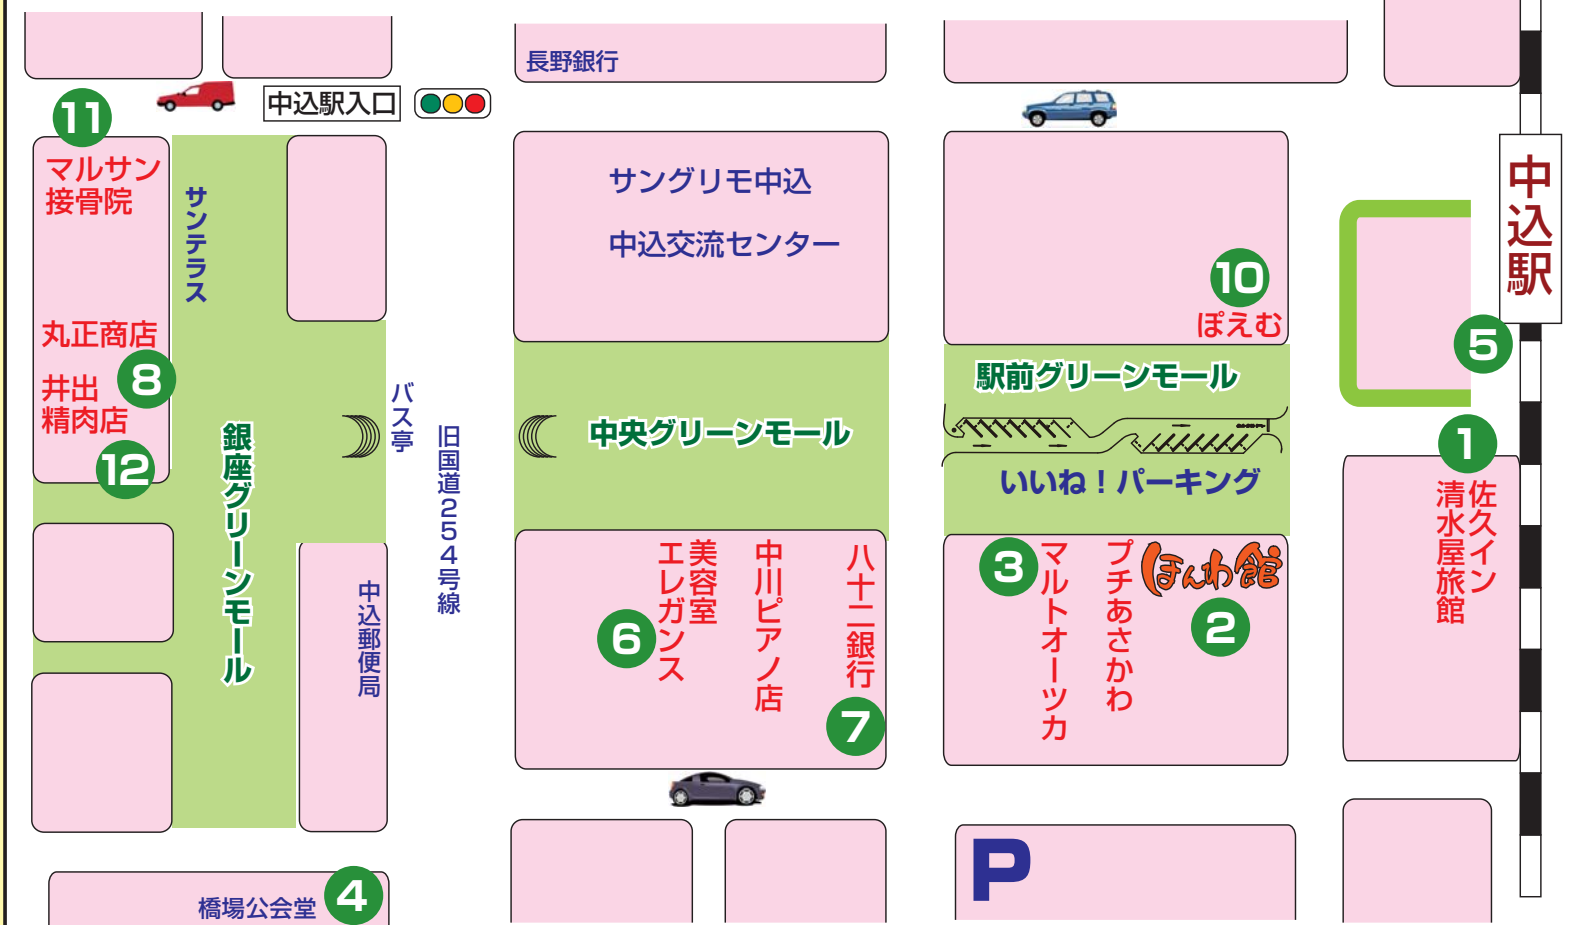 長野銀行
中込駅入口
11
マルサン
接骨院
サンテラス
丸正商店
8
井出
精肉店
12
銀座グリーンモール
バス亭
旧国道254号線
中込郵便局
橋場公会堂
4
サングリモ中込
中込交流センター
中央グリーンモール
美容室
エレガンス
6
中川ピアノ店
八十二銀行
7
10
ぽえむ
駅前グリーンモール
いいね！パーキング
3
マルトオーツカ
プチあさかわ
ほんわ館
2
P
中込駅
5
1
佐久イン
清水屋旅館